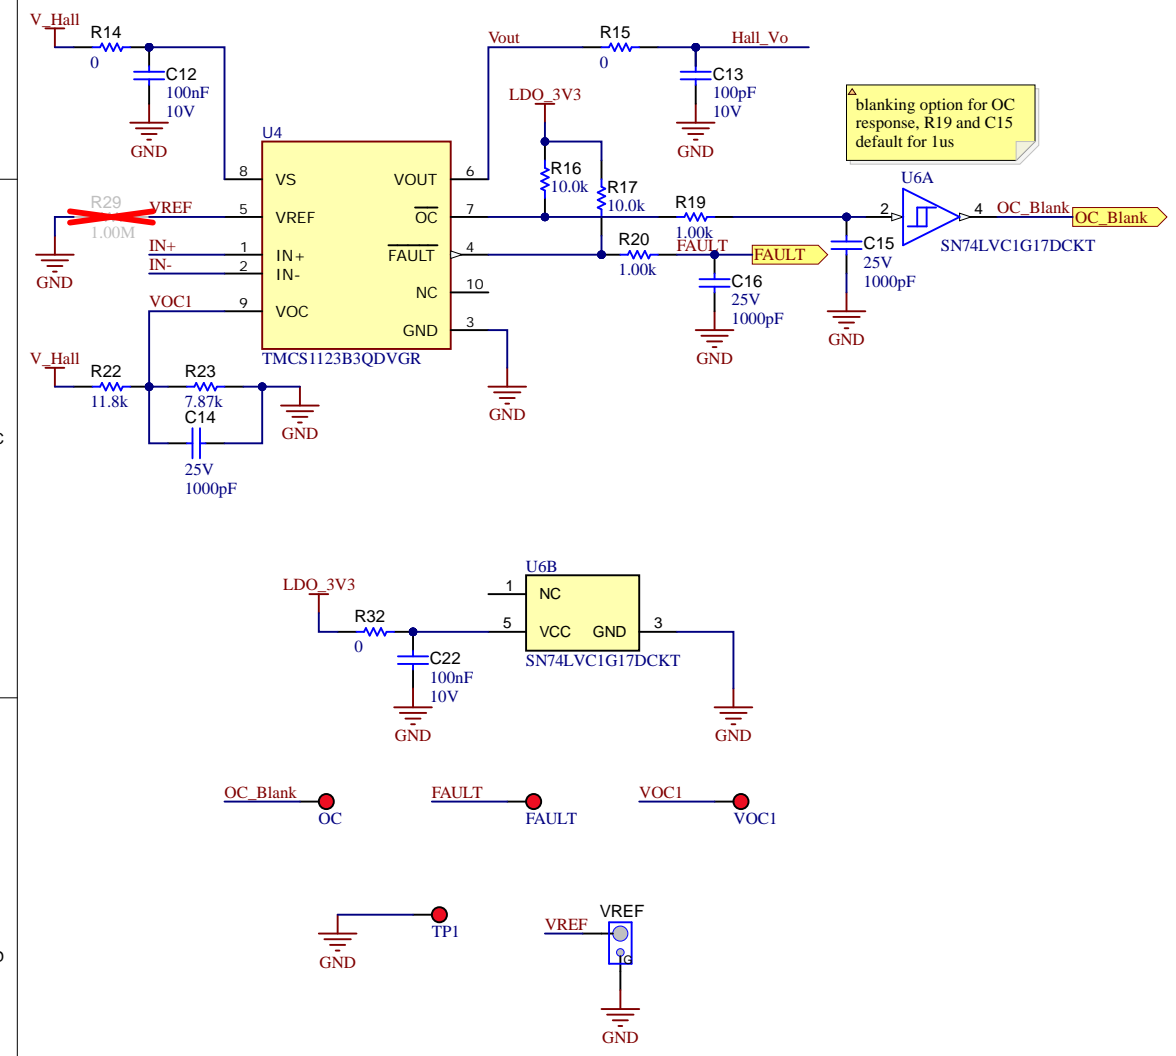 V_Hall
R14
0
C12
100nF
10V
GND
Vout
R15
0
Hall_Vo
C13
100pF
10V
GND
LDO_3V3
R16
10.0k
R17
10.0k
blanking option for OC
response, R19 and C15
default for 1us
U4
8
VS
5
VREF
1
IN+
2
IN-
9
VOC
VOUT
6
OC
7
FAULT
4
NC
10
GND
3
TMCS1123B3QDVGR
R29
1.00M
VREF
GND
IN+
IN-
VOC1
R19
1.00k
R20
1.00k
FAULT
FAULT
C16
25V
1000pF
GND
U6A
2
4
OC_Blank
OC_Blank
SN74LVC1G17DCKT
C15
25V
1000pF
GND
V_Hall
R22
11.8k
R23
7.87k
C14
25V
1000pF
GND
GND
LDO_3V3
R32
0
C22
100nF
10V
GND
U6B
1
NC
5
VCC
GND
3
SN74LVC1G17DCKT
GND
OC_Blank
OC
FAULT
FAULT
VOC1
VOC1
GND
TP1
VREF
VREF
G
GND